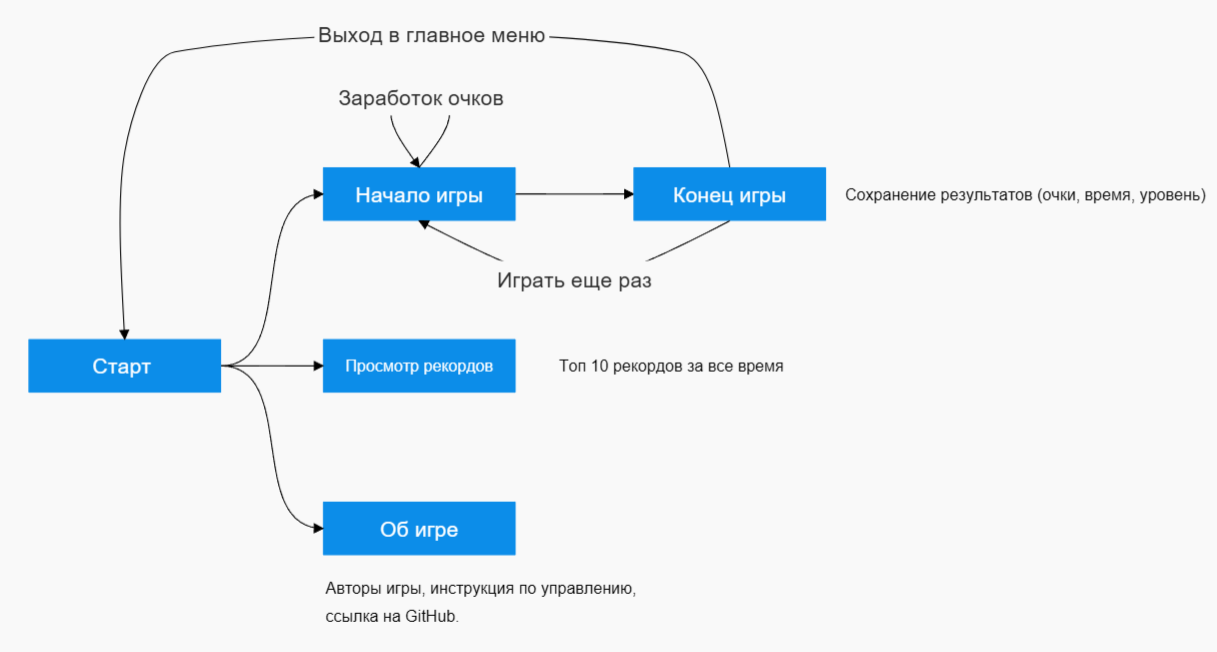 Выход в главное меню
Заработок очков
Начало игры
Конец игры
Сохранение результатов (очки, время, уровень)
Играть еще раз
Старт
Просмотр рекордов
Топ 10 рекордов за все время
Об игре
Авторы игры, инструкция по управлению,
ссылка на GitHub.